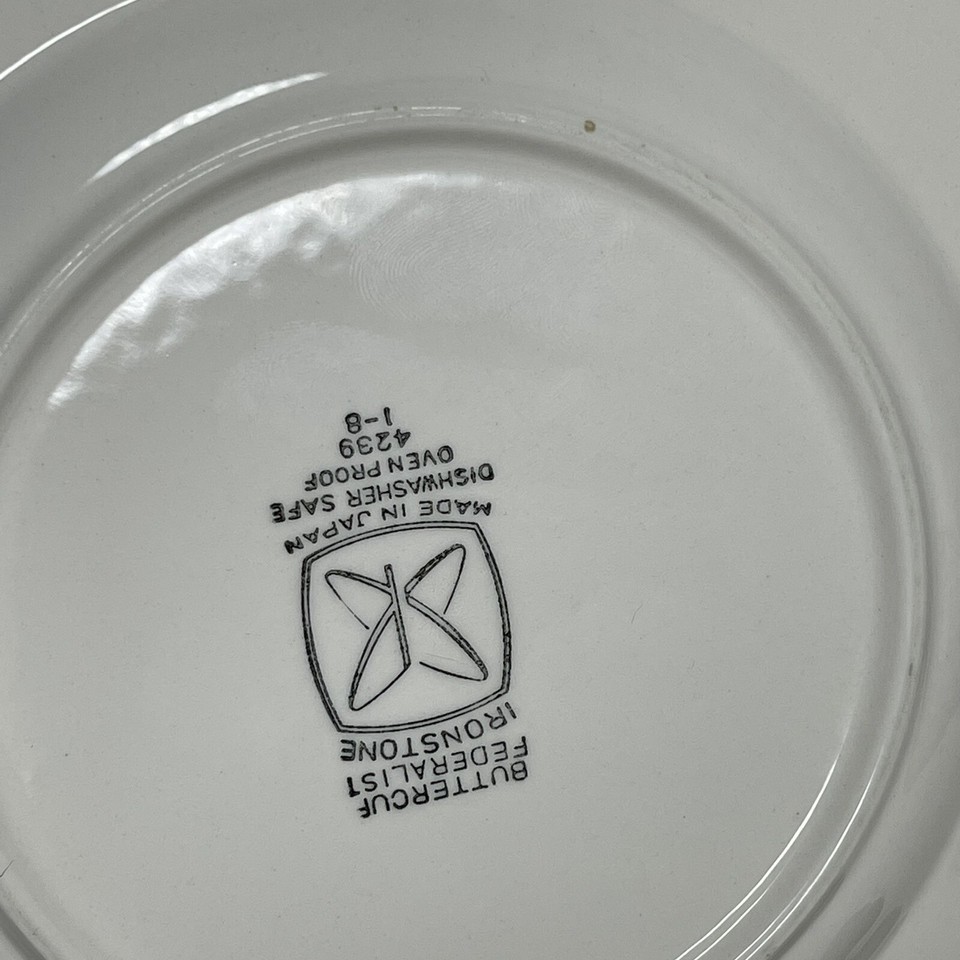 BUTTERCUP
FEDERALIST
IRONSTONE
MADE IN JAPAN
DISHWASHER SAFE
OVEN PROOF
4239
1-8